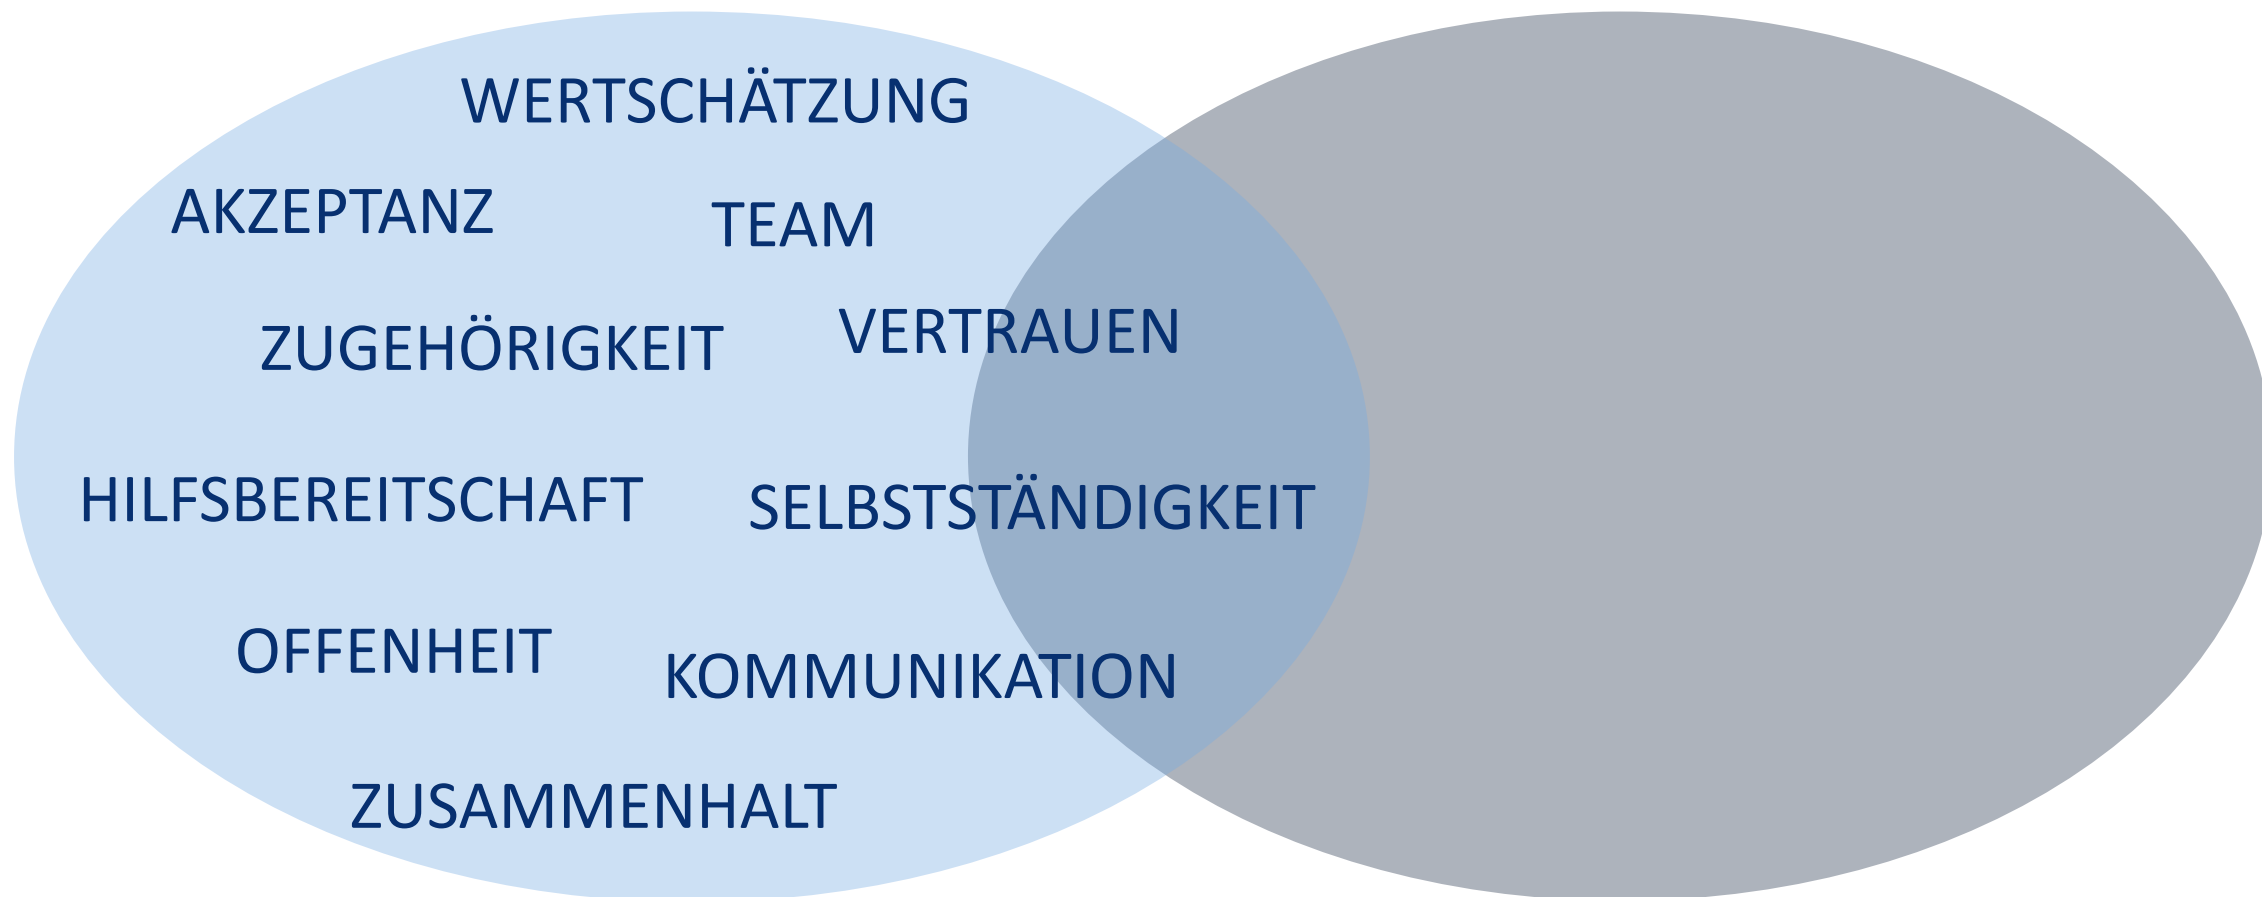 WERTSCHÄTZUNG
AKZEPTANZ
TEAM
VERTRAUEN
ZUGEHÖRIGKEIT
HILFSBEREITSCHAFT
SELBSTSTÄNDIGKEIT
OFFENHEIT
KOMMUNIKATION
ZUSAMMENHALT